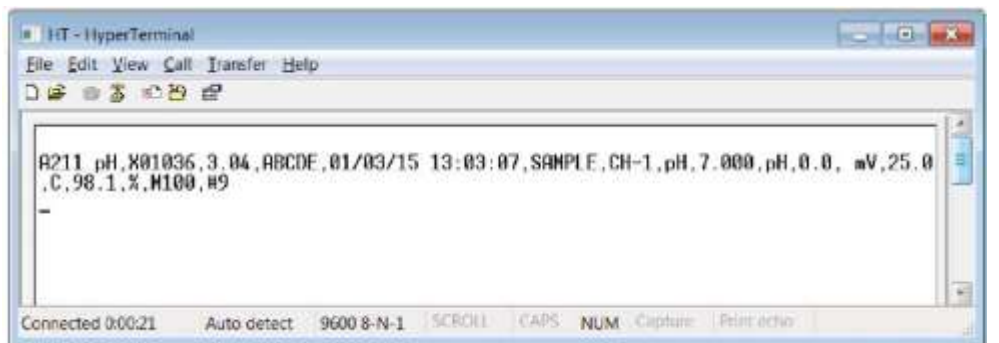 HT - HyperTerminal
File Edit View Call Transfer Help
A211 pH,X01036,3.04,ABCDE,01/03/15 13:03:07,SAMPLE,CH-1,pH,7.000,pH,0.0, mV,25.0
,C,98.1,%,M100,#9
Connected 0:00:21 Auto detect 9600 8-N-1 SCROLL CAPS NUM Capture Print echo